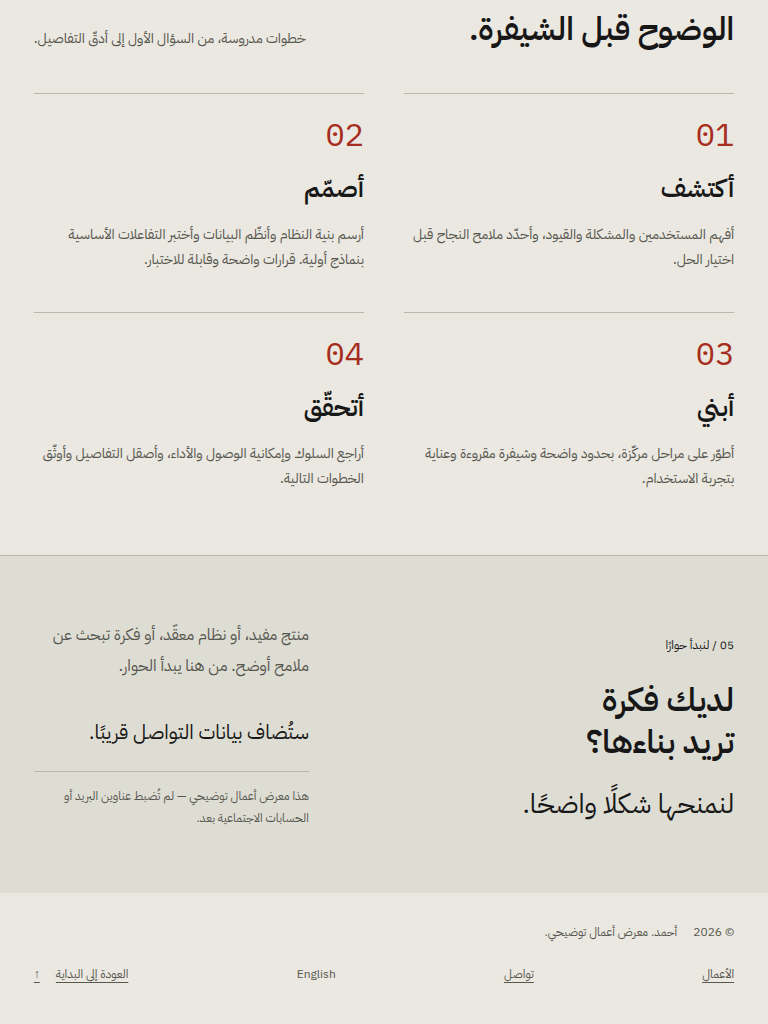 الوضوح قبل الشيفرة.
خطوات مدروسة، من السؤال الأول إلى أدقّ التفاصيل.
01
أكتشف
أفهم المستخدمين والمشكلة والقيود، وأحدّد ملامح النجاح قبل
اختيار الحل.
02
أصمّم
أرسم بنية النظام وأنظّم البيانات وأختبر التفاعلات الأساسية
بنماذج أولية. قرارات واضحة وقابلة للاختبار.
03
أبني
أطوّر على مراحل مركّزة، بحدود واضحة وشيفرة مقروءة وعناية
بتجربة الاستخدام.
04
أتحقّق
أراجع السلوك وإمكانية الوصول والأداء، وأصقل التفاصيل وأوثّق
الخطوات التالية.
05 / لنبدأ حوارًا
لديك فكرة
تريد بناءها؟
لنمنحها شكلًا واضحًا.
منتج مفيد، أو نظام معقّد، أو فكرة تبحث عن
ملامح أوضح. من هنا يبدأ الحوار.
ستُضاف بيانات التواصل قريبًا.
هذا معرض أعمال توضيحي — لم تُضبط عناوين البريد أو
الحسابات الاجتماعية بعد.
© 2026 أحمد. معرض أعمال توضيحي.
الأعمال
تواصل
English
العودة إلى البداية ↑